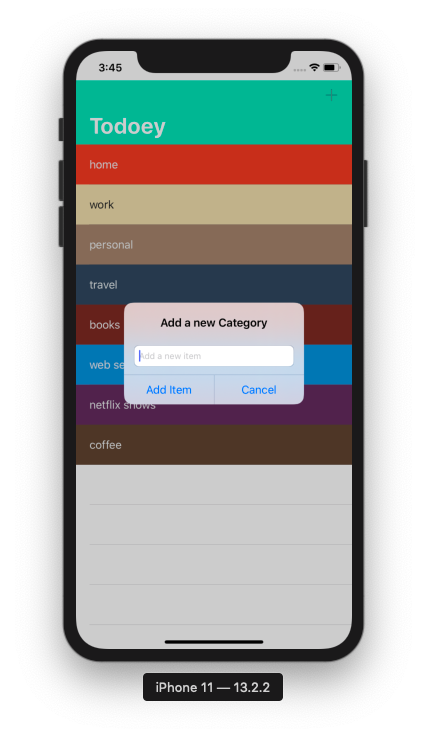 3:45
Todoey
home
work
personal
travel
Add a new Category
books
Add a new item
web se
Add Item Cancel
netflix shows
coffee
iPhone 11 — 13.2.2